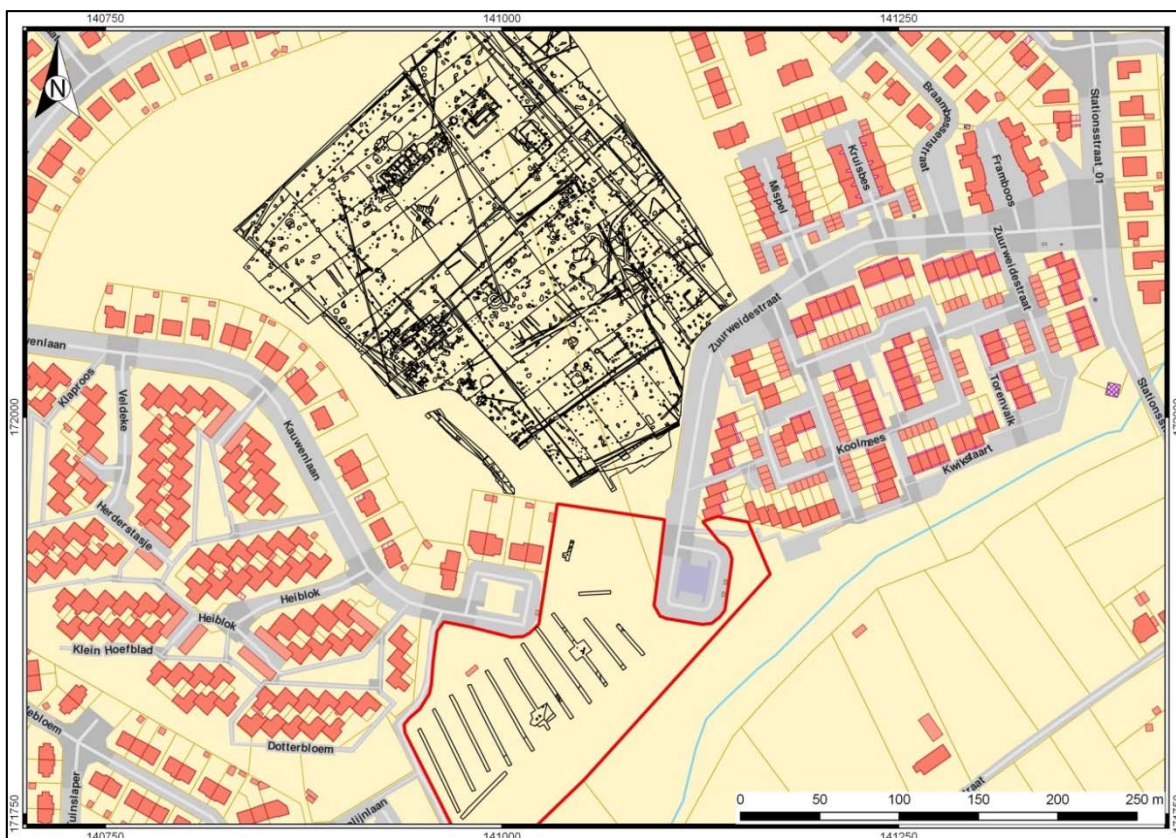 140750
141000
141250
N
172000
171750
Stationsstraat_01
Braambessenstraat
Kruisbes
Framboos
Mispel
Zuurweidestraat
Zuurweidestraat
wenlaan
Klaproos
Veldeke
Kauwenlaan
Torenvalk
Koolmees
Kwikstaart
Herderstasje
Heiblok
Heiblok
Klein Hoefblad
Dotterbloem
uinslaper
0 50 100 150 200 250 m
140750
141000
141250